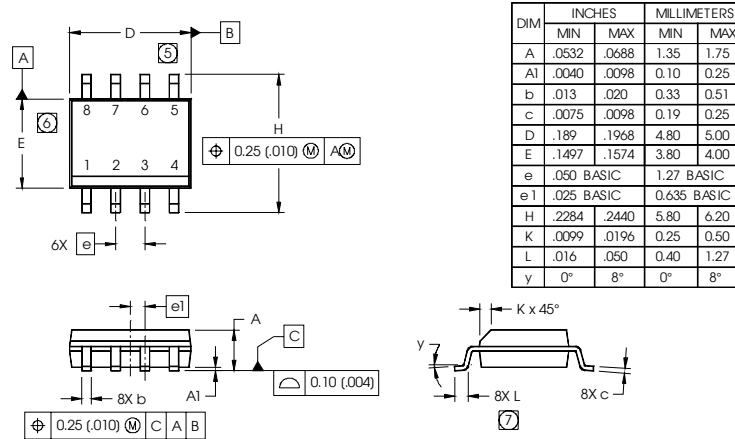 D
B
5
A
8 7 6 5
6
E
H
⌖ 0.25 (.010) Ⓜ AⓂ
1 2 3 4
6X e
DIM INCHES MILLIMETERS
MIN MAX MIN MAX
A .0532 .0688 1.35 1.75
A1 .0040 .0098 0.10 0.25
b .013 .020 0.33 0.51
c .0075 .0098 0.19 0.25
D .189 .1968 4.80 5.00
E .1497 .1574 3.80 4.00
e .050 BASIC 1.27 BASIC
e1 .025 BASIC 0.635 BASIC
H .2284 .2440 5.80 6.20
K .0099 .0196 0.25 0.50
L .016 .050 0.40 1.27
y 0° 8° 0° 8°
e1
A
C
⌓ 0.10 (.004)
8X b
A1
⌖ 0.25 (.010) Ⓜ C A B
K x 45°
y
8X L
8X c
7